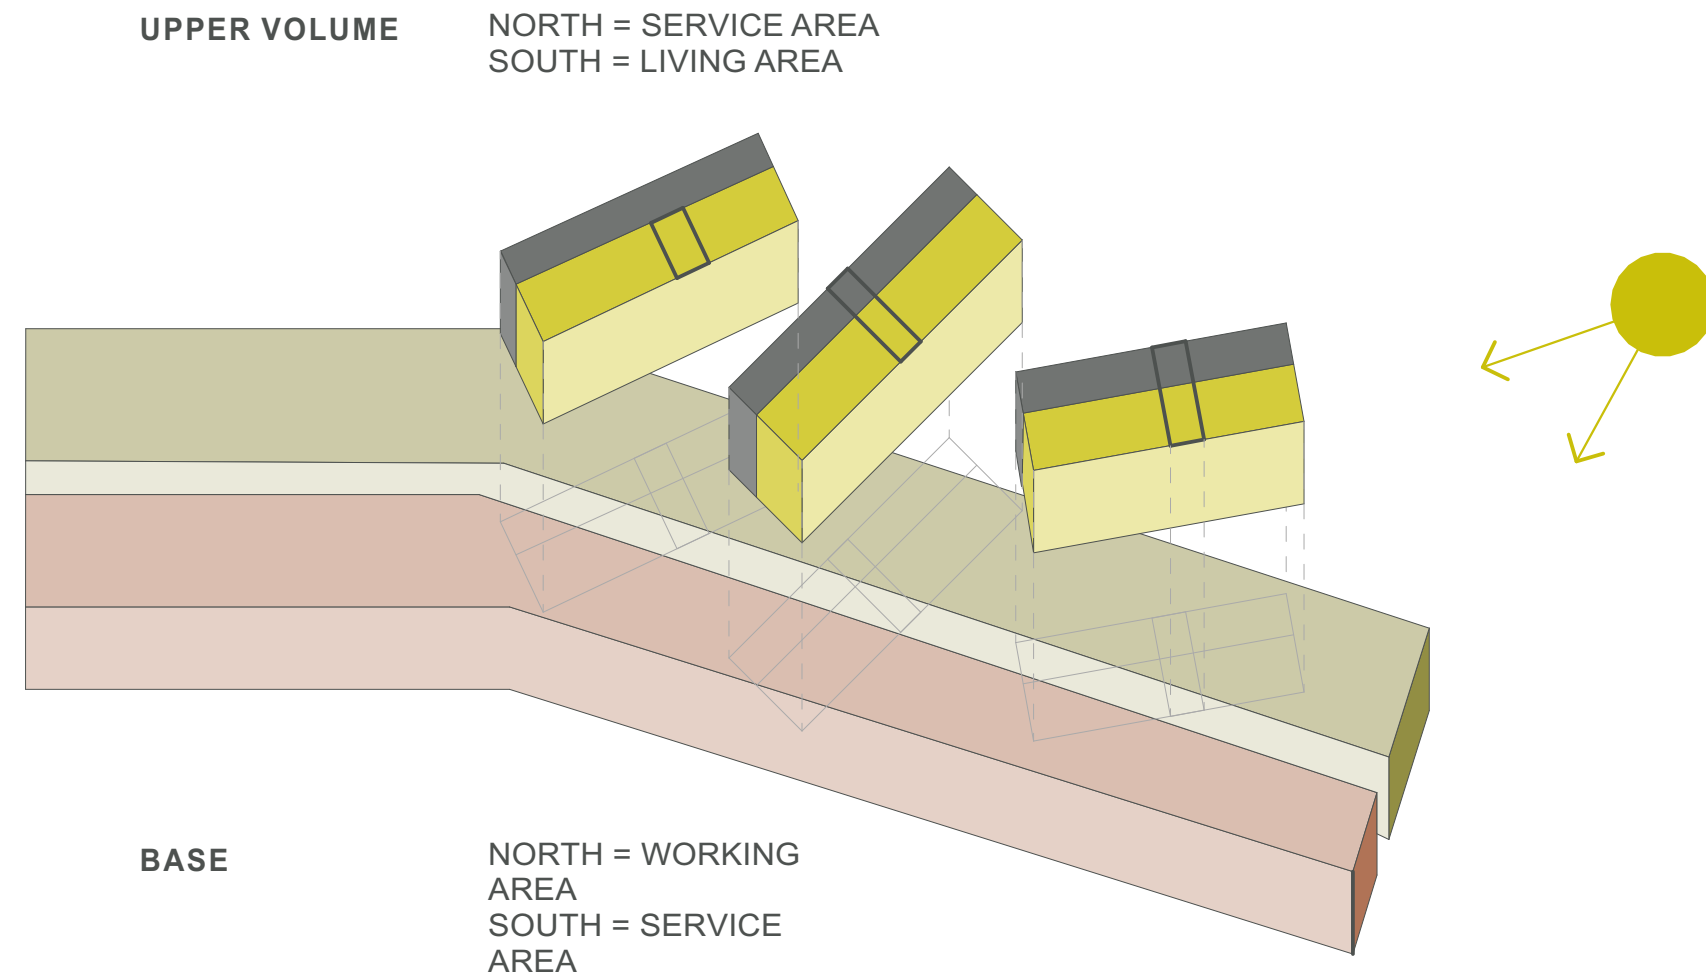 UPPER VOLUME
NORTH = SERVICE AREA
SOUTH = LIVING AREA
BASE
NORTH = WORKING
AREA
SOUTH = SERVICE
AREA